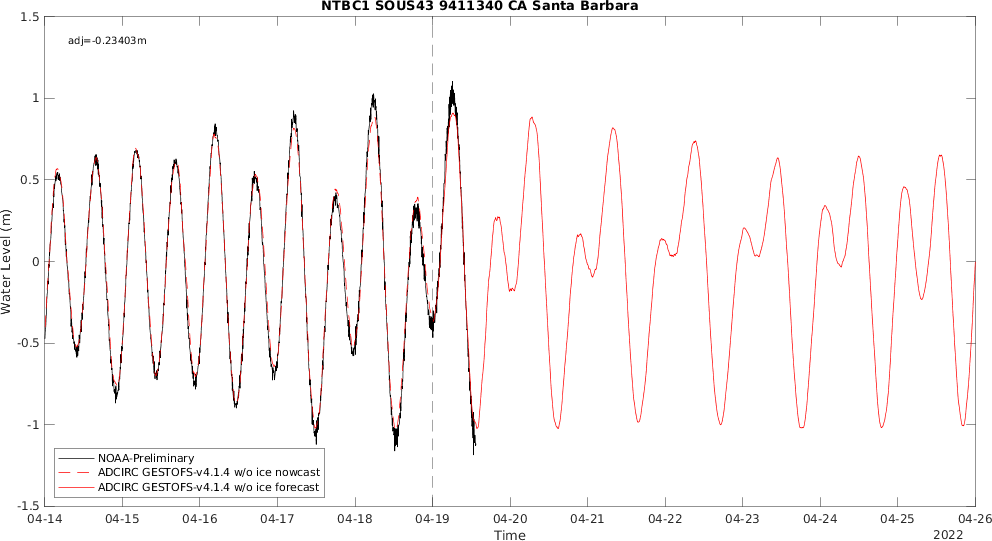 NTBC1 SOUS43 9411340 CA Santa Barbara
adj=-0.23403m
Water Level (m)
1.5
1
0.5
0
-0.5
-1
-1.5
NOAA-Preliminary
ADCIRC GESTOFS-v4.1.4 w/o ice nowcast
ADCIRC GESTOFS-v4.1.4 w/o ice forecast
04-14 04-15 04-16 04-17 04-18 04-19 04-20 04-21 04-22 04-23 04-24 04-25 04-26
Time
2022